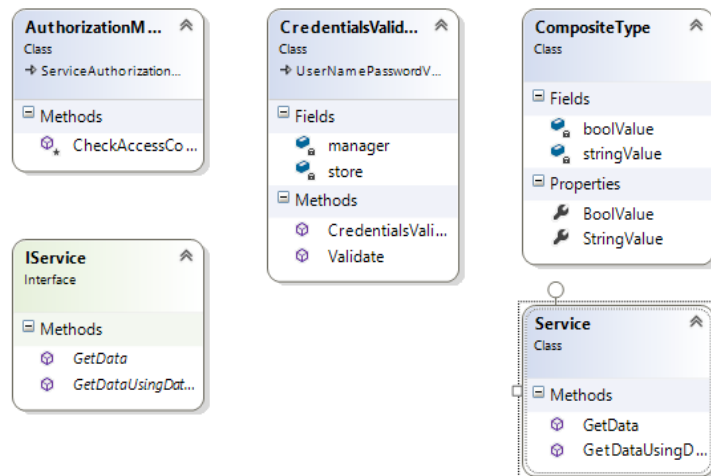 AuthorizationM...
Class
ServiceAuthorization...
Methods
CheckAccessCo...
CredentialsValid...
Class
UserNamePasswordV...
Fields
manager
store
Methods
CredentialsVali...
Validate
CompositeType
Class
Fields
boolValue
stringValue
Properties
BoolValue
StringValue
IService
Interface
Methods
GetData
GetDataUsingDat...
Service
Class
Methods
GetData
GetDataUsingD...